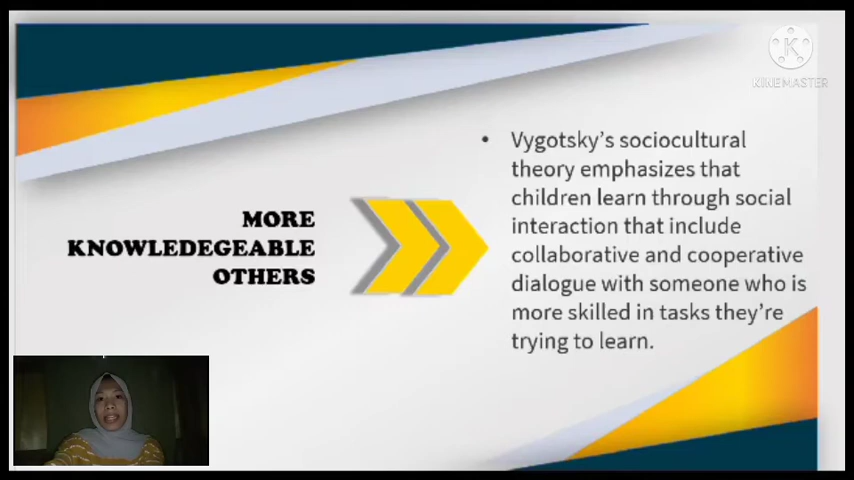 KINEMASTER
MORE
KNOWLEDEGEABLE
OTHERS
• Vygotsky’s sociocultural
theory emphasizes that
children learn through social
interaction that include
collaborative and cooperative
dialogue with someone who is
more skilled in tasks they’re
trying to learn.